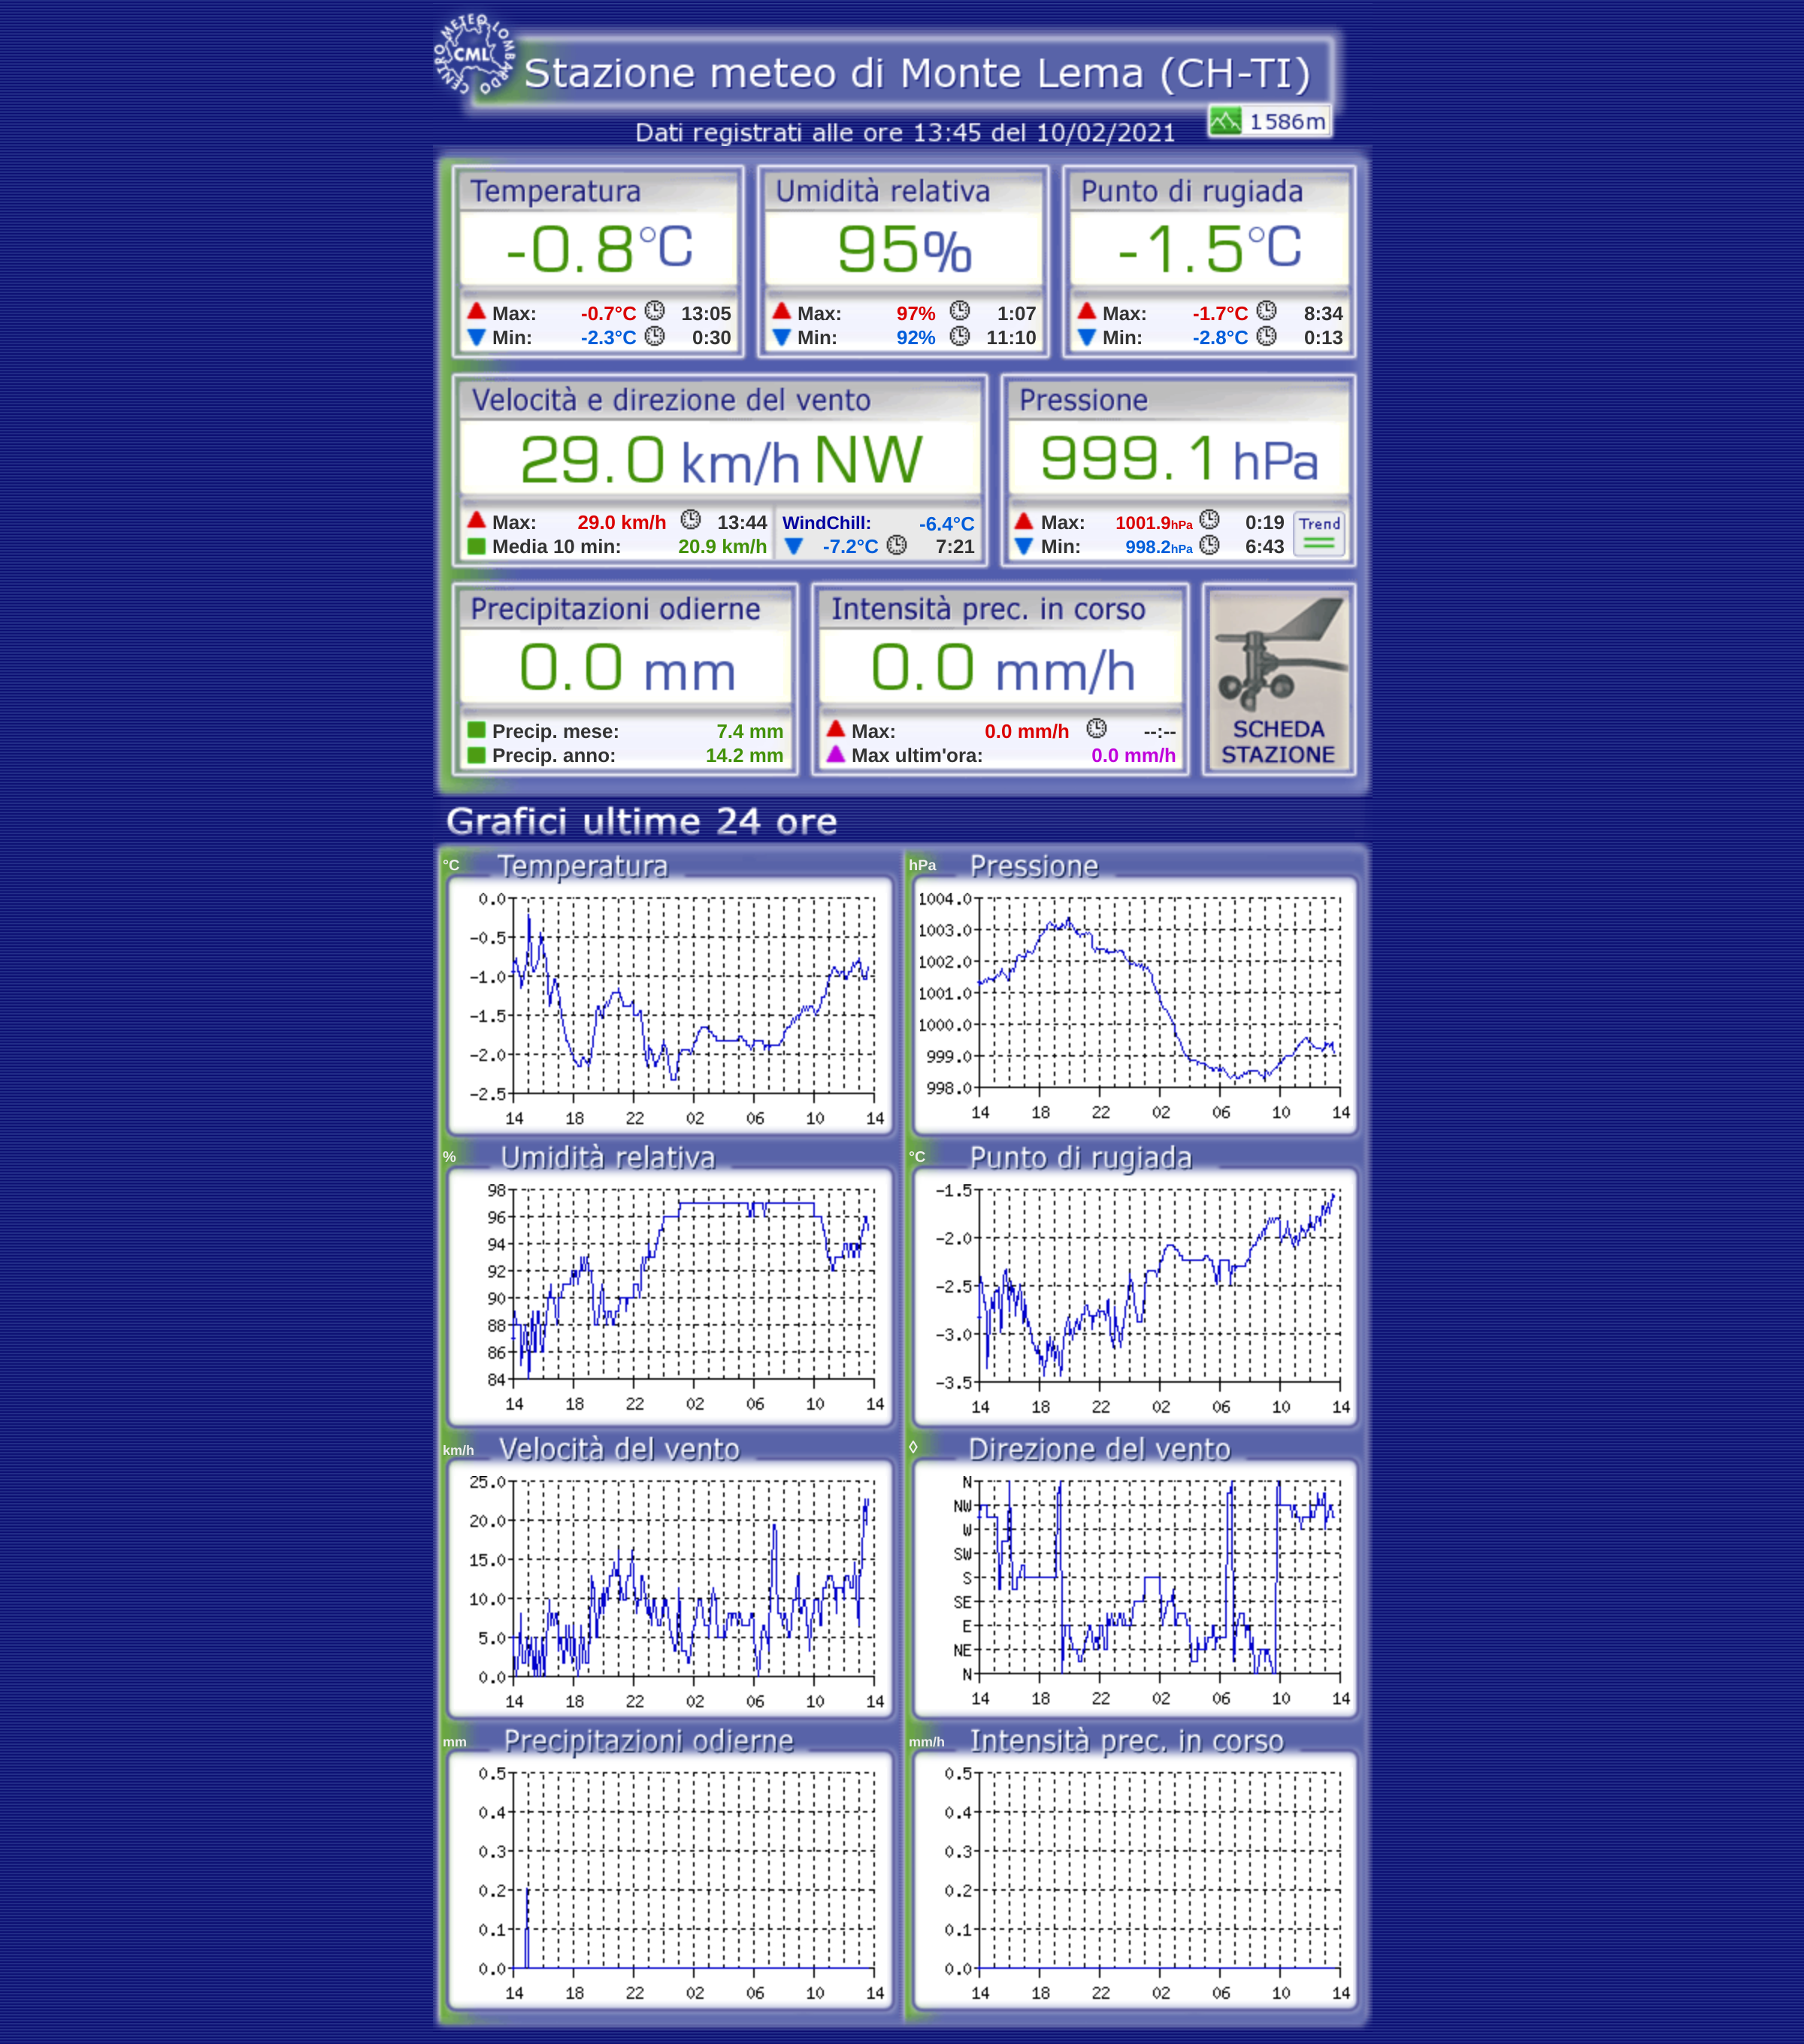 CENTRO METEO LOMBARDO
CML
Stazione meteo di Monte Lema (CH-TI)
Dati registrati alle ore 13:45 del 10/02/2021
1586m
Temperatura
-0.8°C
Max: -0.7°C 13:05
Min: -2.3°C 0:30
Umidità relativa
95%
Max: 97% 1:07
Min: 92% 11:10
Punto di rugiada
-1.5°C
Max: -1.7°C 8:34
Min: -2.8°C 0:13
Velocità e direzione del vento
29.0 km/h NW
Max: 29.0 km/h 13:44
Media 10 min: 20.9 km/h
WindChill: -6.4°C
-7.2°C 7:21
Pressione
999.1 hPa
Max: 1001.9hPa 0:19
Min: 998.2hPa 6:43
Trend
Precipitazioni odierne
0.0 mm
Precip. mese: 7.4 mm
Precip. anno: 14.2 mm
Intensità prec. in corso
0.0 mm/h
Max: 0.0 mm/h --:--
Max ultim'ora: 0.0 mm/h
SCHEDA
STAZIONE
Grafici ultime 24 ore
°C Temperatura
0.0
-0.5
-1.0
-1.5
-2.0
-2.5
14 18 22 02 06 10 14
hPa Pressione
1004.0
1003.0
1002.0
1001.0
1000.0
999.0
998.0
14 18 22 02 06 10 14
% Umidità relativa
98
96
94
92
90
88
86
84
14 18 22 02 06 10 14
°C Punto di rugiada
-1.5
-2.0
-2.5
-3.0
-3.5
14 18 22 02 06 10 14
km/h Velocità del vento
25.0
20.0
15.0
10.0
5.0
0.0
14 18 22 02 06 10 14
◊ Direzione del vento
N
NW
W
SW
S
SE
E
NE
N
14 18 22 02 06 10 14
mm Precipitazioni odierne
0.5
0.4
0.3
0.2
0.1
0.0
14 18 22 02 06 10 14
mm/h Intensità prec. in corso
0.5
0.4
0.3
0.2
0.1
0.0
14 18 22 02 06 10 14